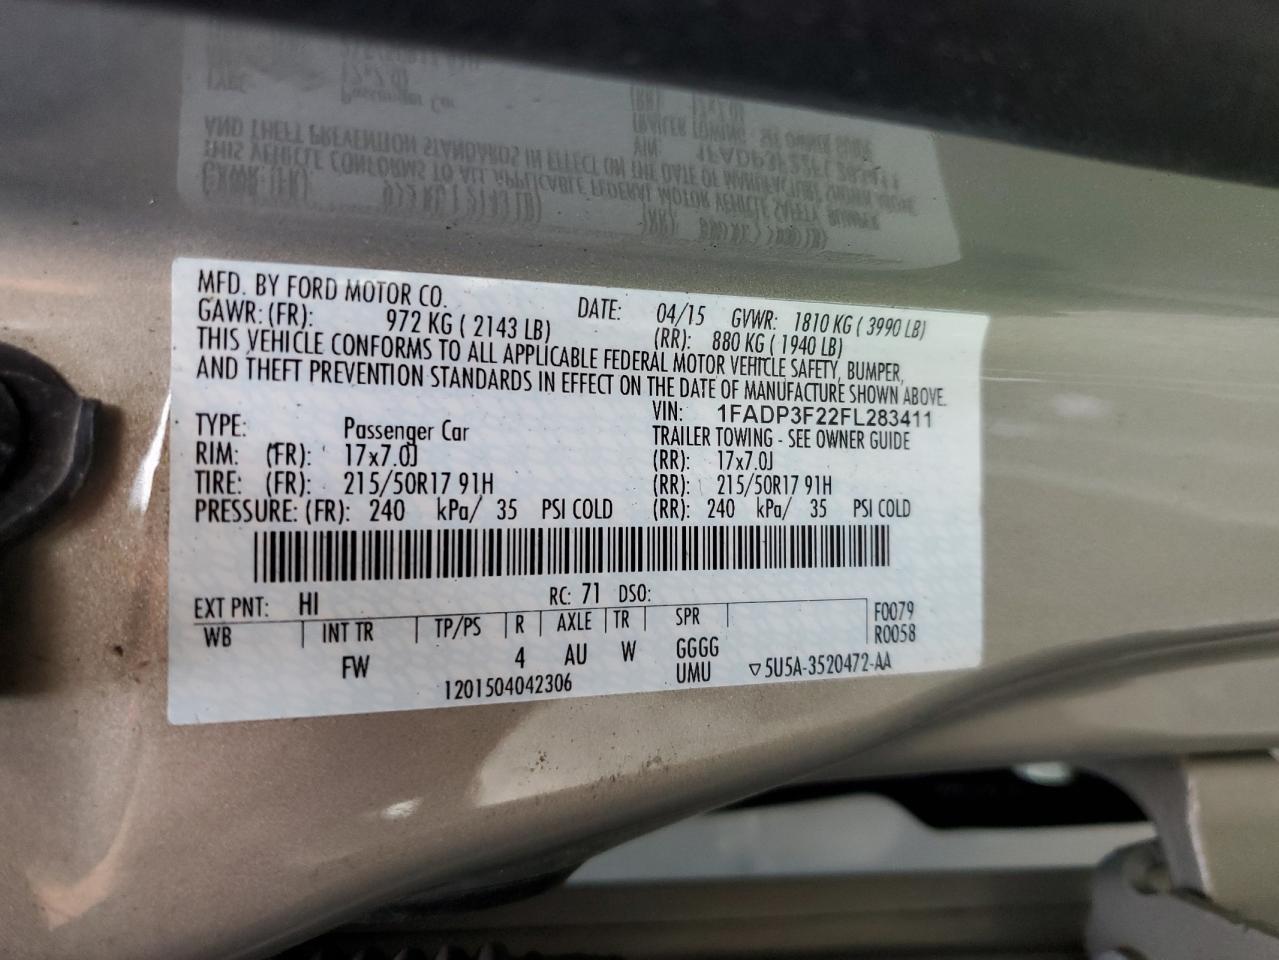 MFD. BY FORD MOTOR CO. DATE: 04/15 GVWR: 1810 KG ( 3990 LB)
GAWR: (FR): 972 KG ( 2143 LB) (RR): 880 KG ( 1940 LB)
THIS VEHICLE CONFORMS TO ALL APPLICABLE FEDERAL MOTOR VEHICLE SAFETY, BUMPER,
AND THEFT PREVENTION STANDARDS IN EFFECT ON THE DATE OF MANUFACTURE SHOWN ABOVE.
VIN: 1FADP3F22FL283411
TYPE: Passenger Car TRAILER TOWING - SEE OWNER GUIDE
RIM: (FR): 17x7.0J (RR): 17x7.0J
TIRE: (FR): 215/50R17 91H (RR): 215/50R17 91H
PRESSURE: (FR): 240 kPa/ 35 PSI COLD (RR): 240 kPa/ 35 PSI COLD
EXT PNT: HI RC: 71 DSO: F0079
WB INT TR TP/PS R AXLE TR SPR R0058
FW 4 AU W GGGG
1201504042306 UMU ▽5U5A-3520472-AA